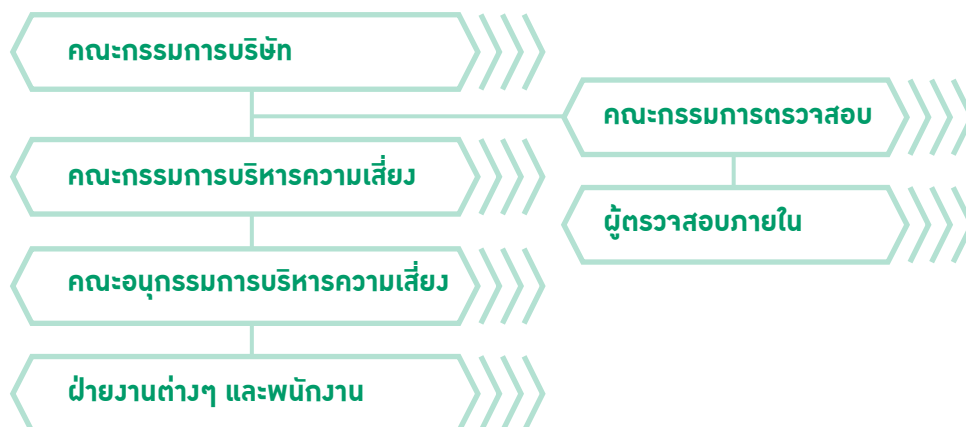 คณะกรรมการบริษัท
คณะกรรมการตรวจสอบ
คณะกรรมการบริหารความเสี่ยง
ผู้ตรวจสอบภายใน
คณะอนุกรรมการบริหารความเสี่ยง
ฝ่ายงานต่างๆ และพนักงาน